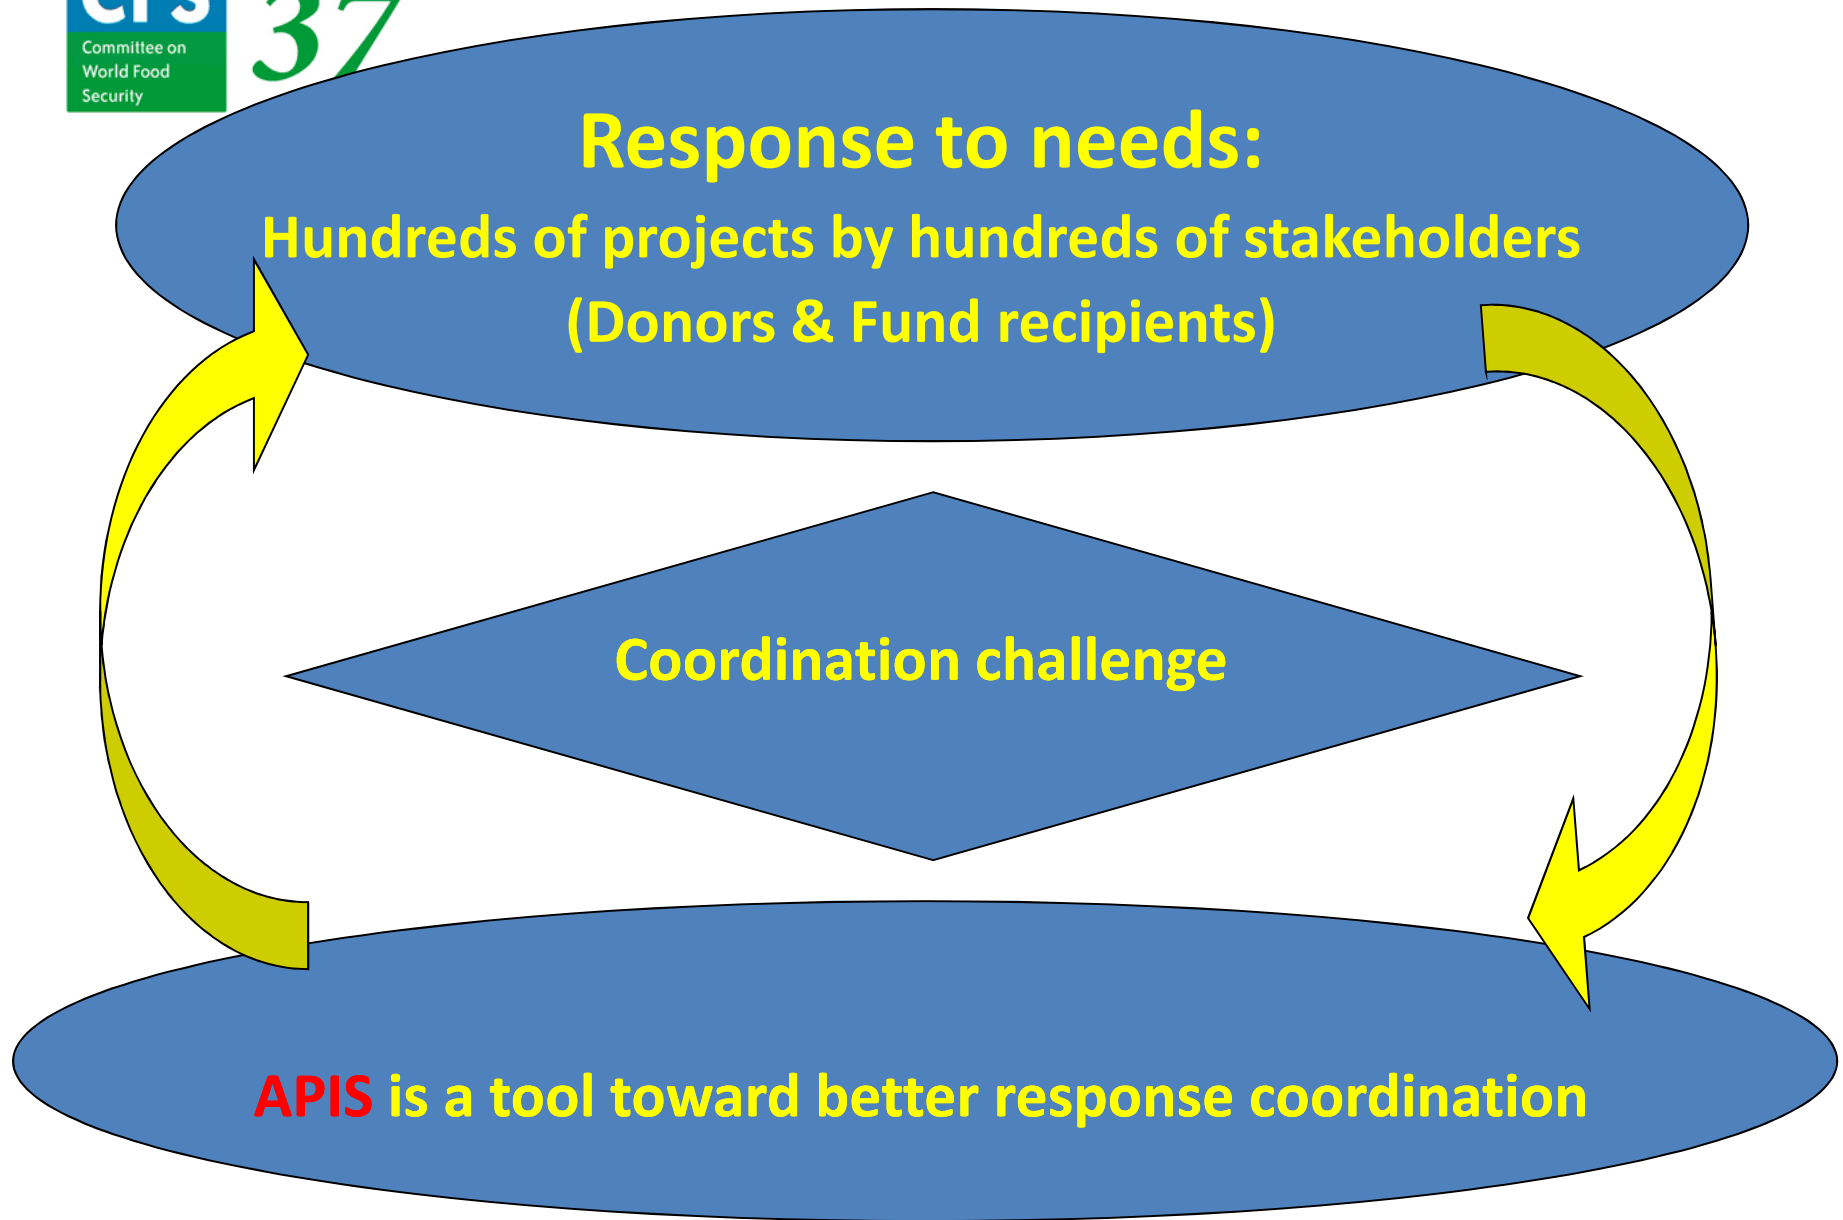 CFS
37
Committee on
World Food
Security
Response to needs:
Hundreds of projects by hundreds of stakeholders
(Donors & Fund recipients)
Coordination challenge
APIS is a tool toward better response coordination